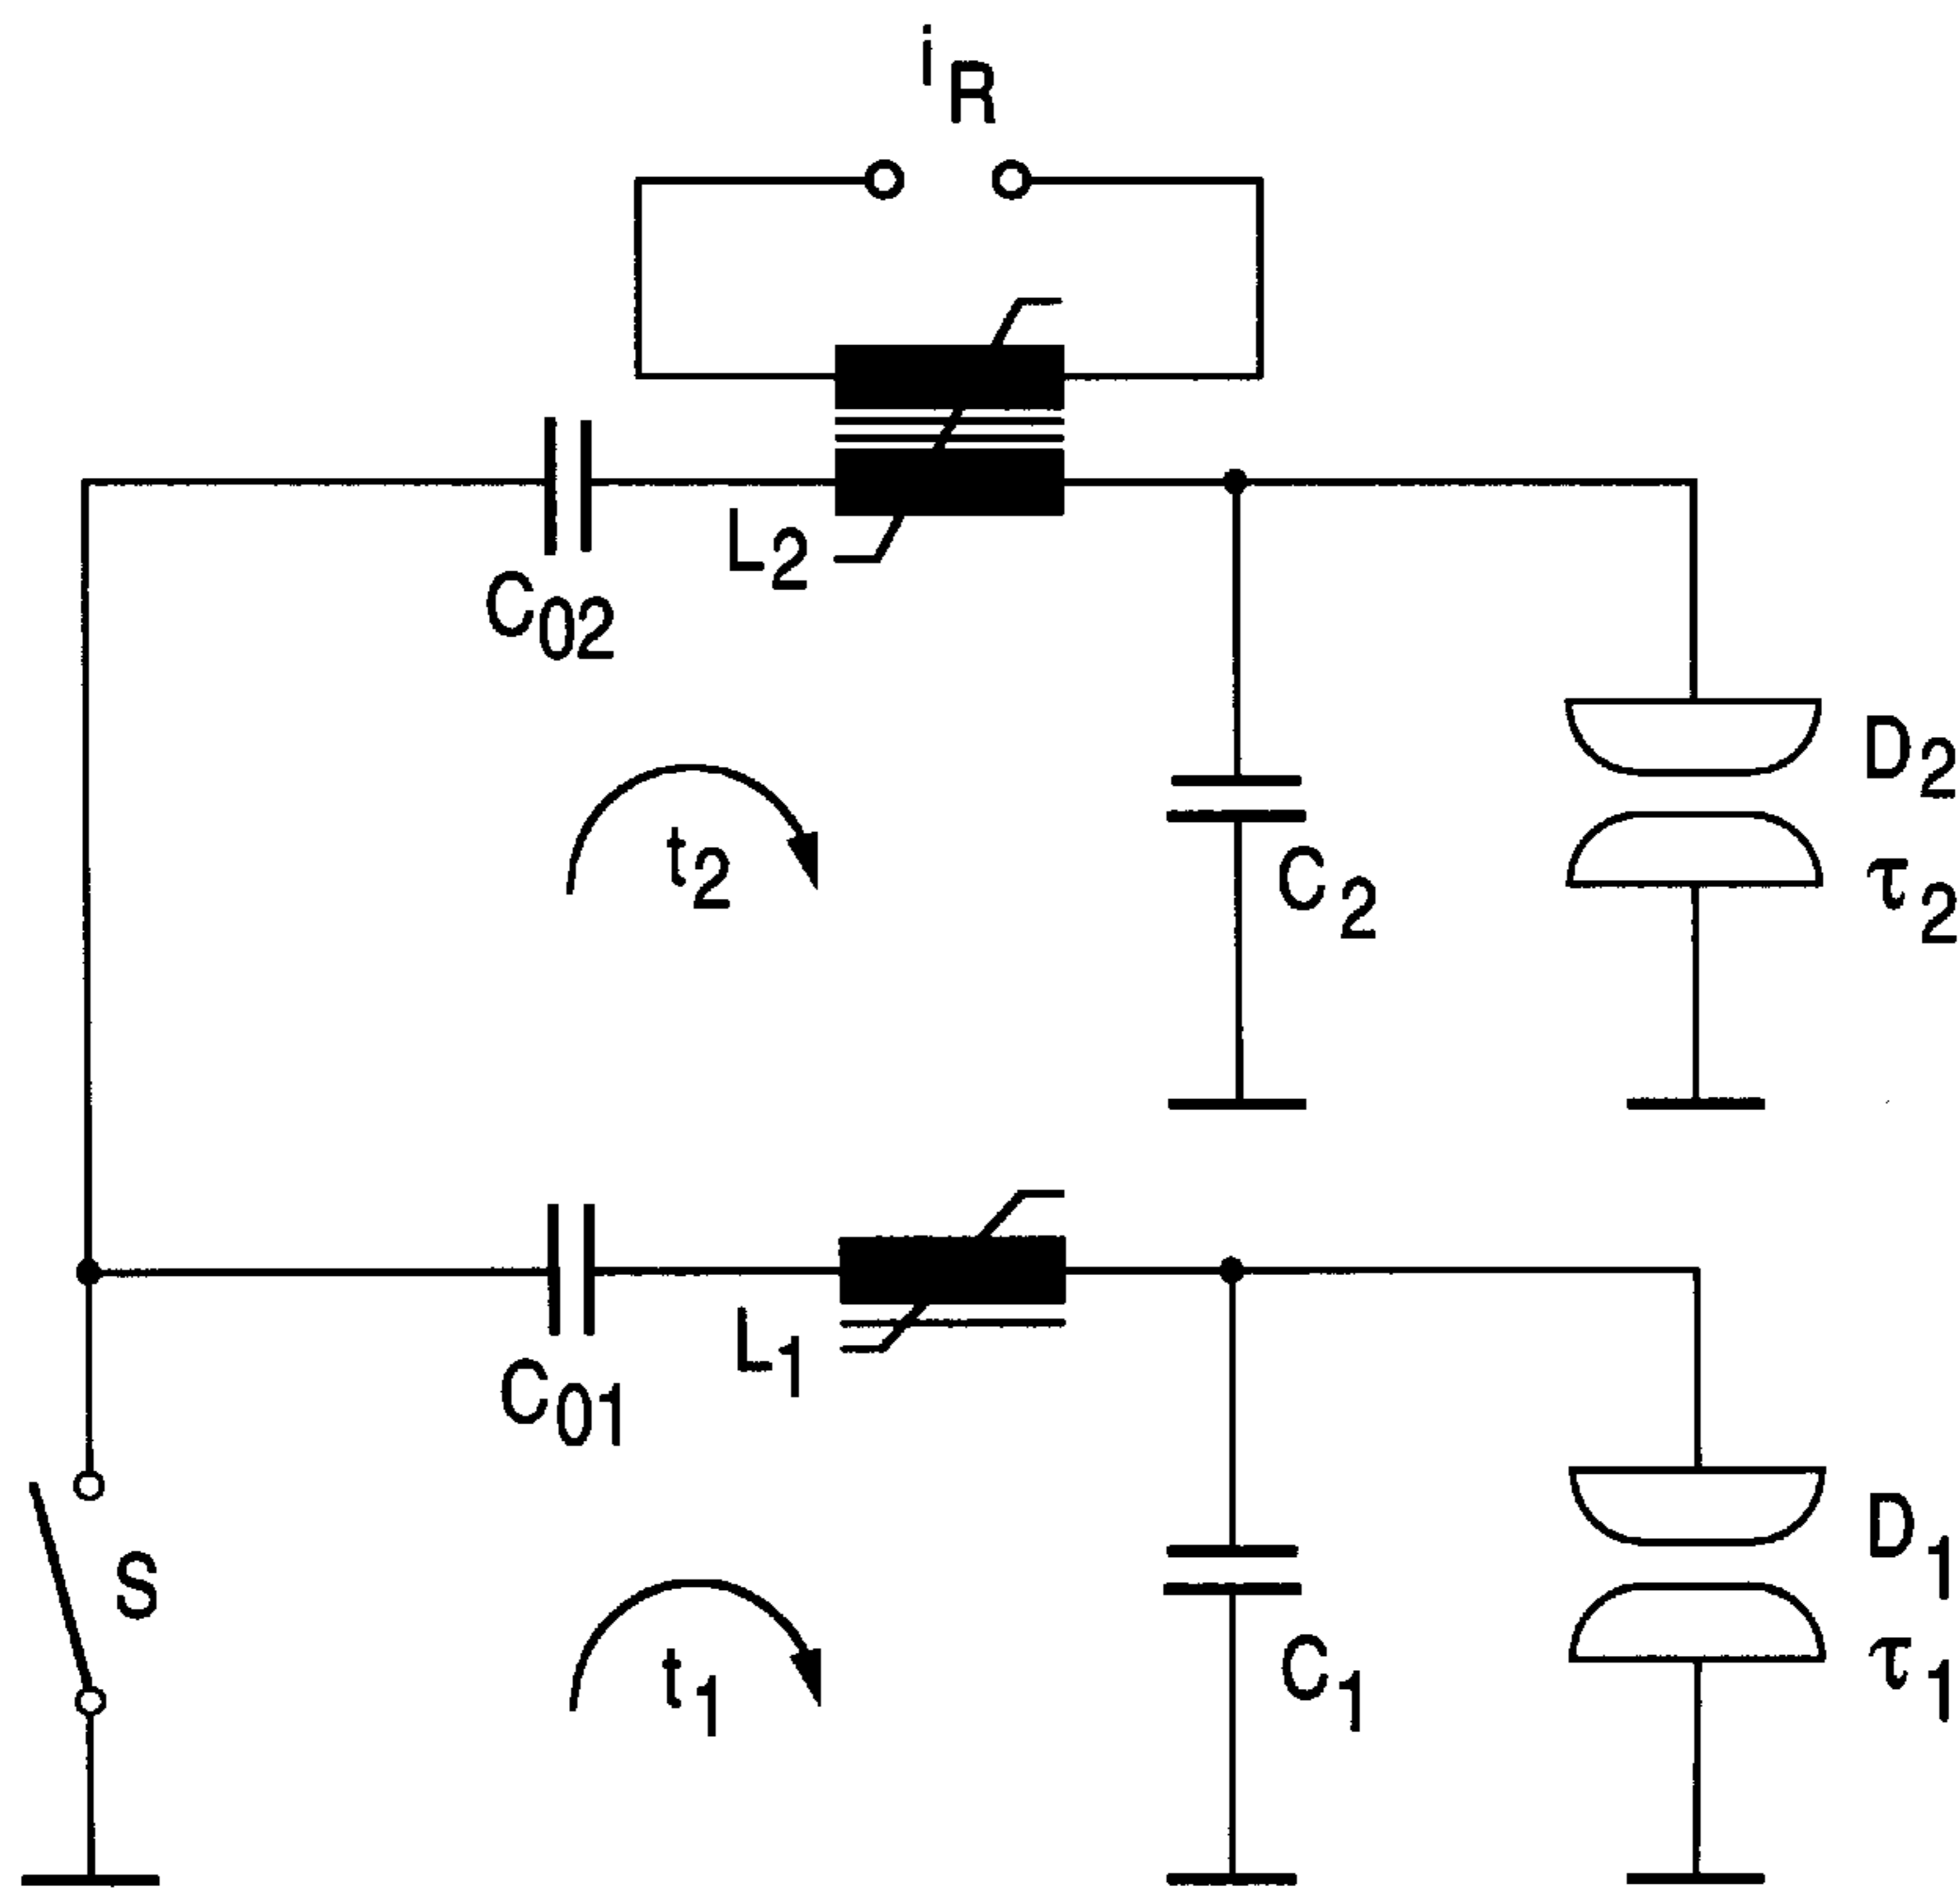 i_R
L_2
C_02
D_2
t_2
C_2
τ_2
L_1
C_01
D_1
S
t_1
C_1
τ_1